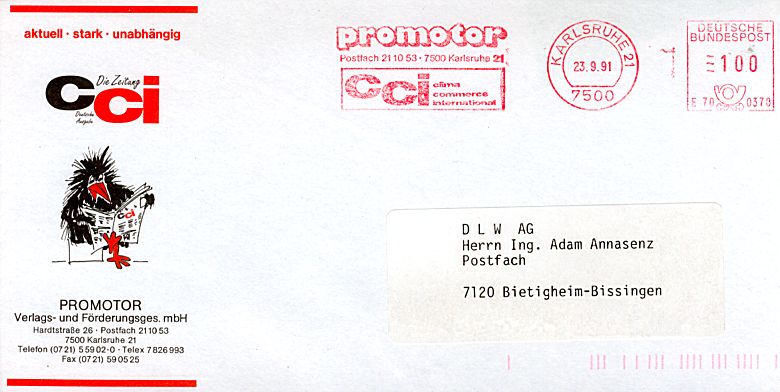 aktuell · stark · unabhängig
Die Zeitung
cci
Deutsche
Ausgabe
cci
PROMOTOR
Verlags- und Förderungsges. mbH
Hardtstraße 26 · Postfach 21 10 53
7500 Karlsruhe 21
Telefon (07 21) 5 59 02-0 · Telex 7 826 993
Fax (07 21) 59 05 25
promotor
Postfach 21 10 53 · 7500 Karlsruhe 21
cci clima
commerce
international
KARLSRUHE 21
23.9.91
7500
DEUTSCHE
BUNDESPOST
100
E 70 0373
D L W AG
Herrn Ing. Adam Annasenz
Postfach
7120 Bietigheim-Bissingen